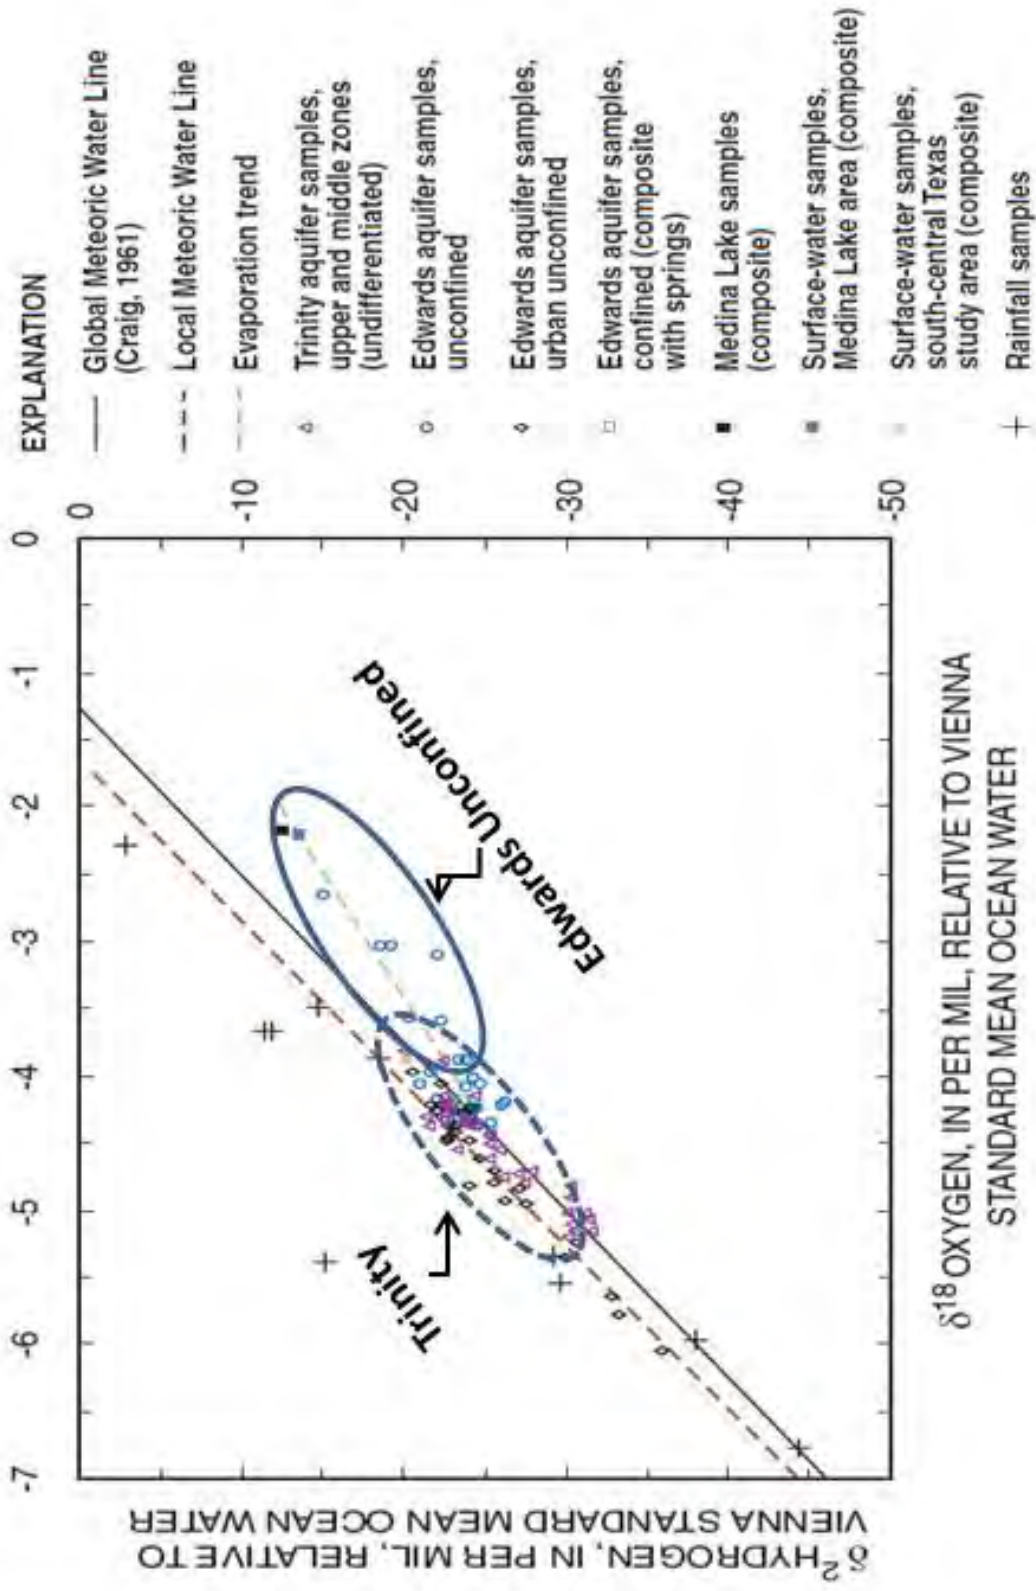 EXPLANATION
Global Meteoric Water Line
(Craig, 1961)
Local Meteoric Water Line
Evaporation trend
Trinity aquifer samples,
upper and middle zones
(undifferentiated)
Edwards aquifer samples,
unconfined
Edwards aquifer samples,
urban unconfined
Edwards aquifer samples,
confined (composite
with springs)
Medina Lake samples
(composite)
Surface-water samples,
Medina Lake area (composite)
Surface-water samples,
south-central Texas
study area (composite)
Rainfall samples
-7
-6
-5
-4
-3
-2
-1
0
0
-10
-20
-30
-40
-50
Trinity
Edwards Unconfined
δ18 OXYGEN, IN PER MIL, RELATIVE TO VIENNA
STANDARD MEAN OCEAN WATER
δ2 HYDROGEN, IN PER MIL, RELATIVE TO
VIENNA STANDARD MEAN OCEAN WATER